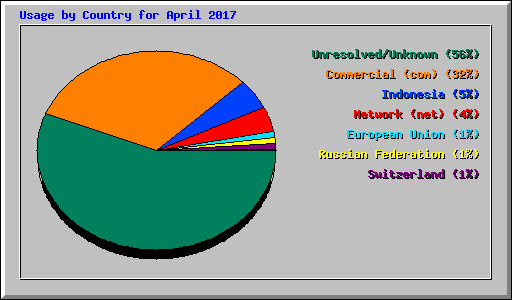 Usage by Country for April 2017
Unresolved/Unknown (56%)
Commercial (com) (32%)
Indonesia (5%)
Network (net) (4%)
European Union (1%)
Russian Federation (1%)
Switzerland (1%)